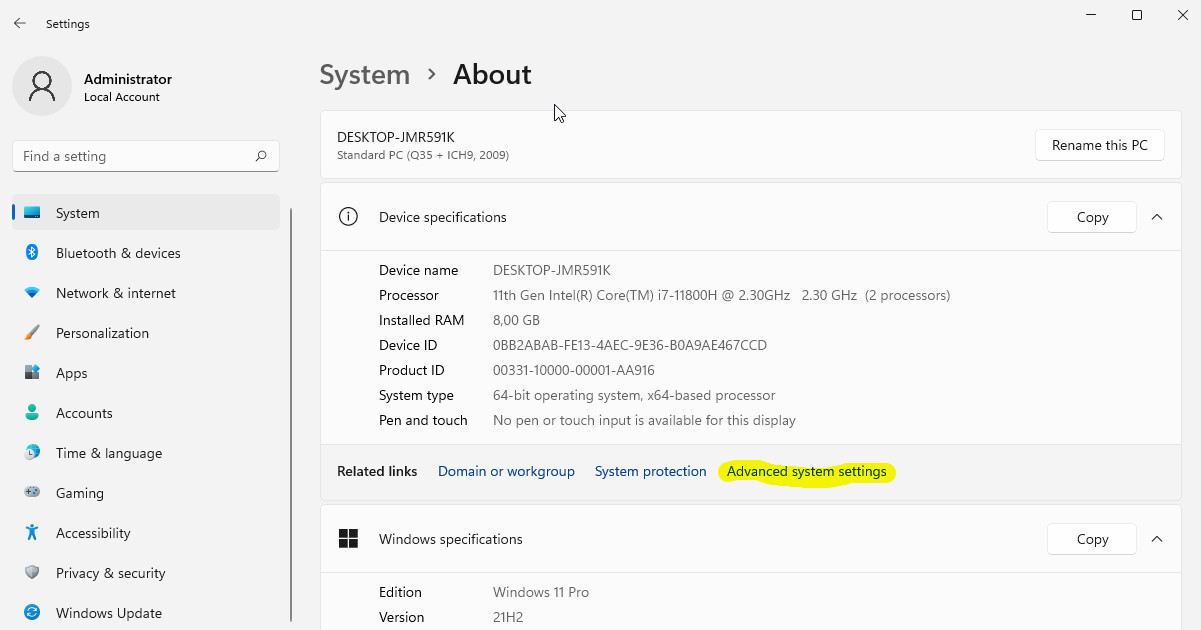 Settings
Administrator
Local Account
Find a setting
System
Bluetooth & devices
Network & internet
Personalization
Apps
Accounts
Time & language
Gaming
Accessibility
Privacy & security
Windows Update
System › About
DESKTOP-JMR591K
Standard PC (Q35 + ICH9, 2009)
Rename this PC
Device specifications
Copy
Device name DESKTOP-JMR591K
Processor 11th Gen Intel(R) Core(TM) i7-11800H @ 2.30GHz 2.30 GHz (2 processors)
Installed RAM 8,00 GB
Device ID 0BB2ABAB-FE13-4AEC-9E36-B0A9AE467CCD
Product ID 00331-10000-00001-AA916
System type 64-bit operating system, x64-based processor
Pen and touch No pen or touch input is available for this display
Related links Domain or workgroup System protection Advanced system settings
Windows specifications
Copy
Edition Windows 11 Pro
Version 21H2